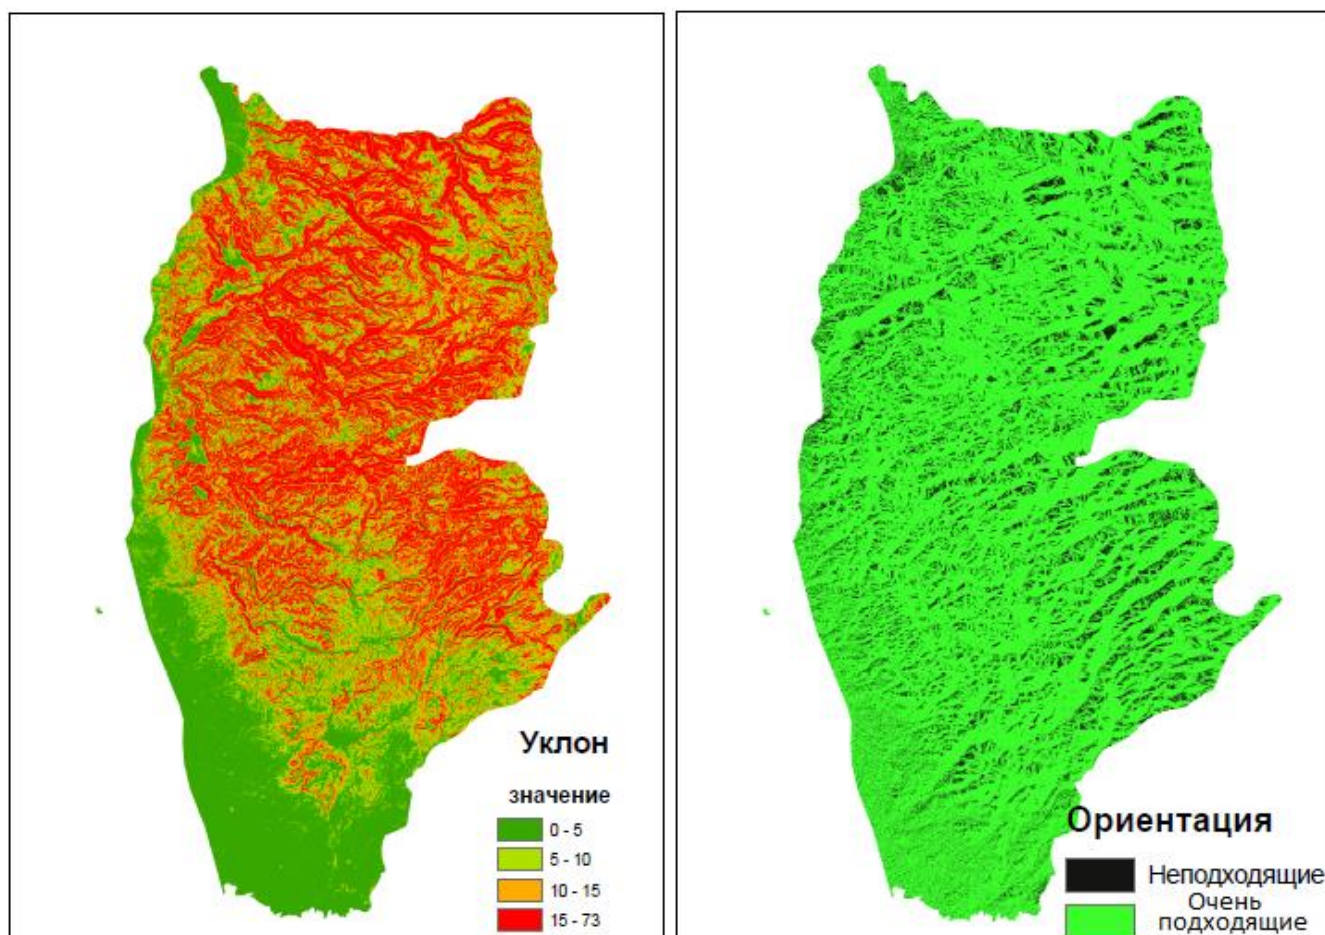 Уклон
значение
0 - 5
5 - 10
10 - 15
15 - 73
Ориентация
Неподходящие
Очень
подходящие